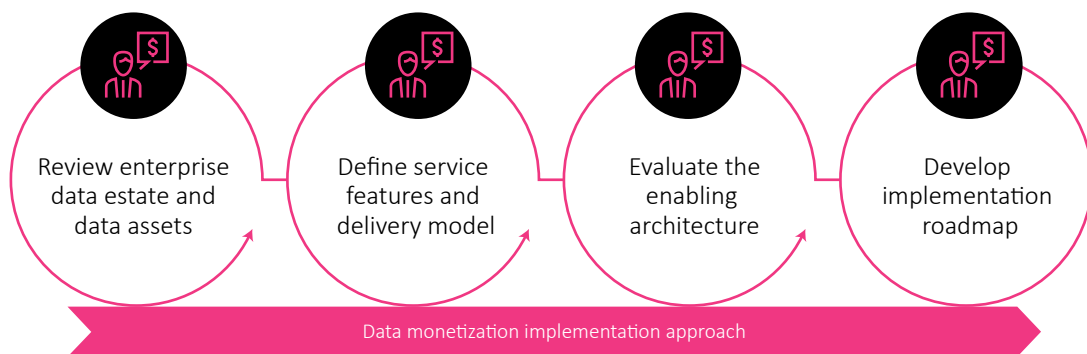 $
$
$
$
Review enterprise
data estate and
data assets
Define service
features and
delivery model
Evaluate the
enabling
architecture
Develop
implementation
roadmap
Data monetization implementation approach